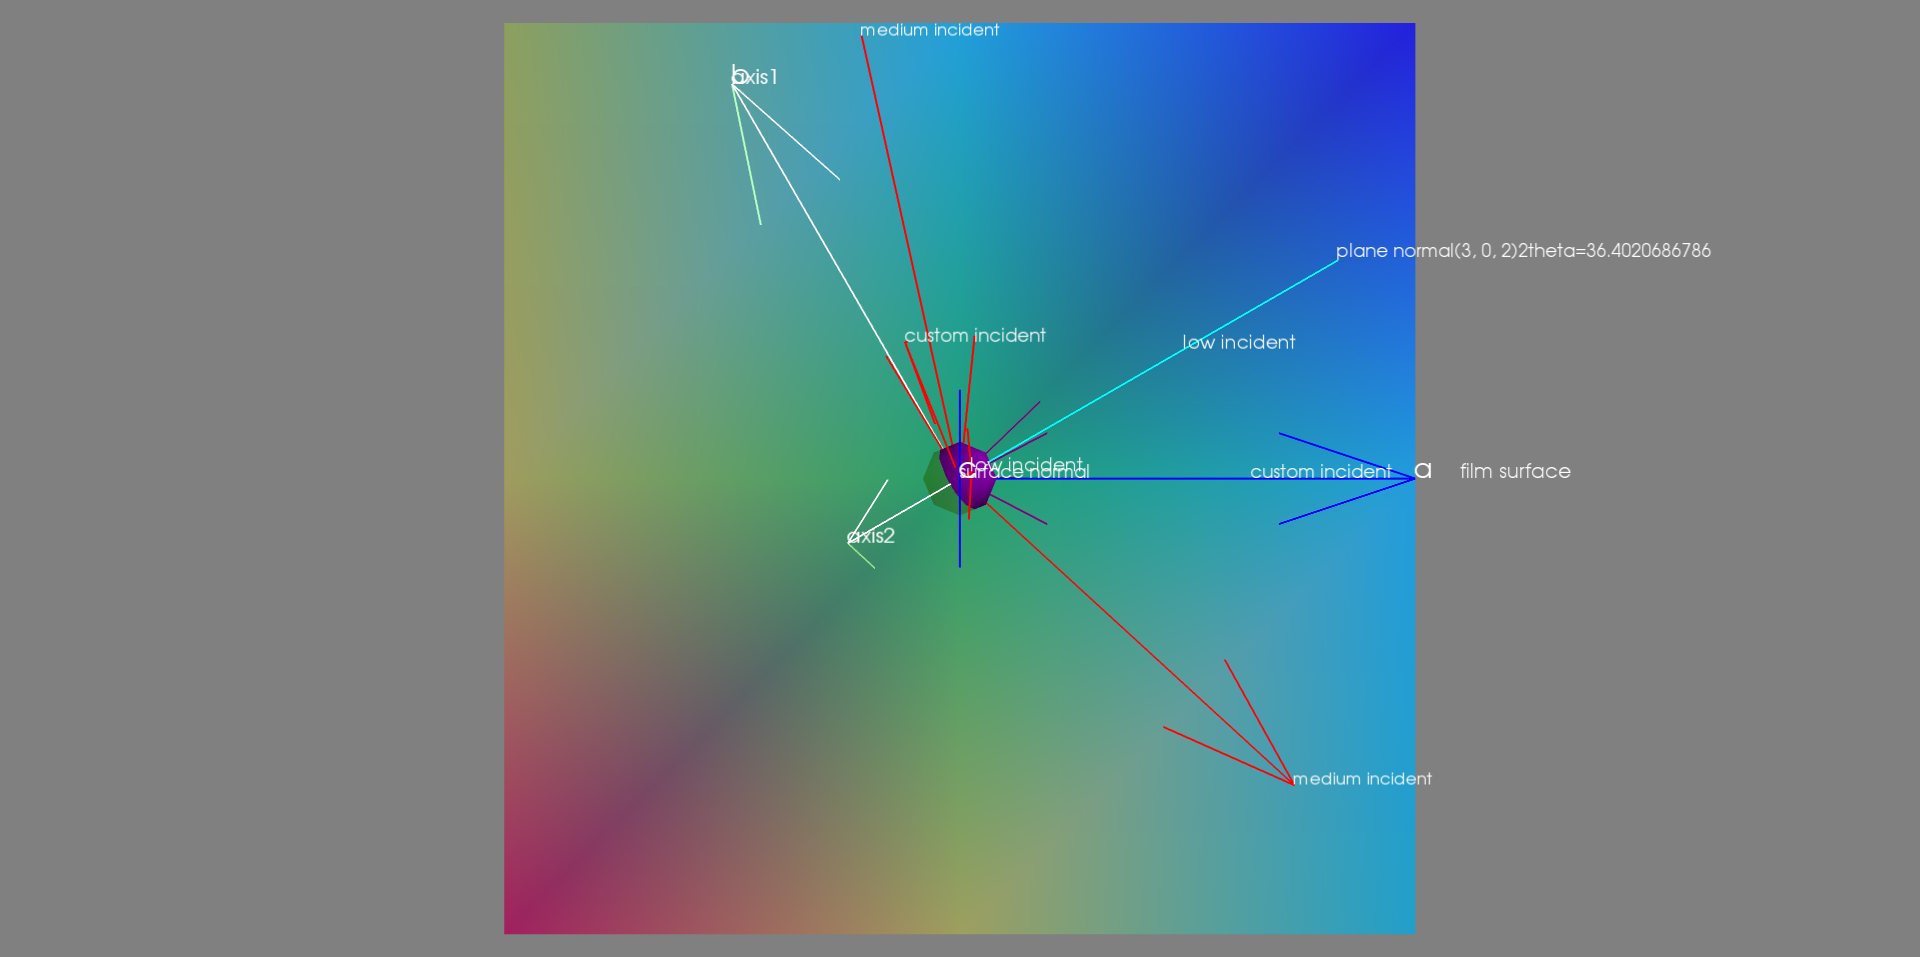 medium incident
b
axis1
plane normal(3, 0, 2)2theta=36.4020686786
custom incident
low incident
c
low incident
surface normal
custom incident
a
film surface
axis2
medium incident